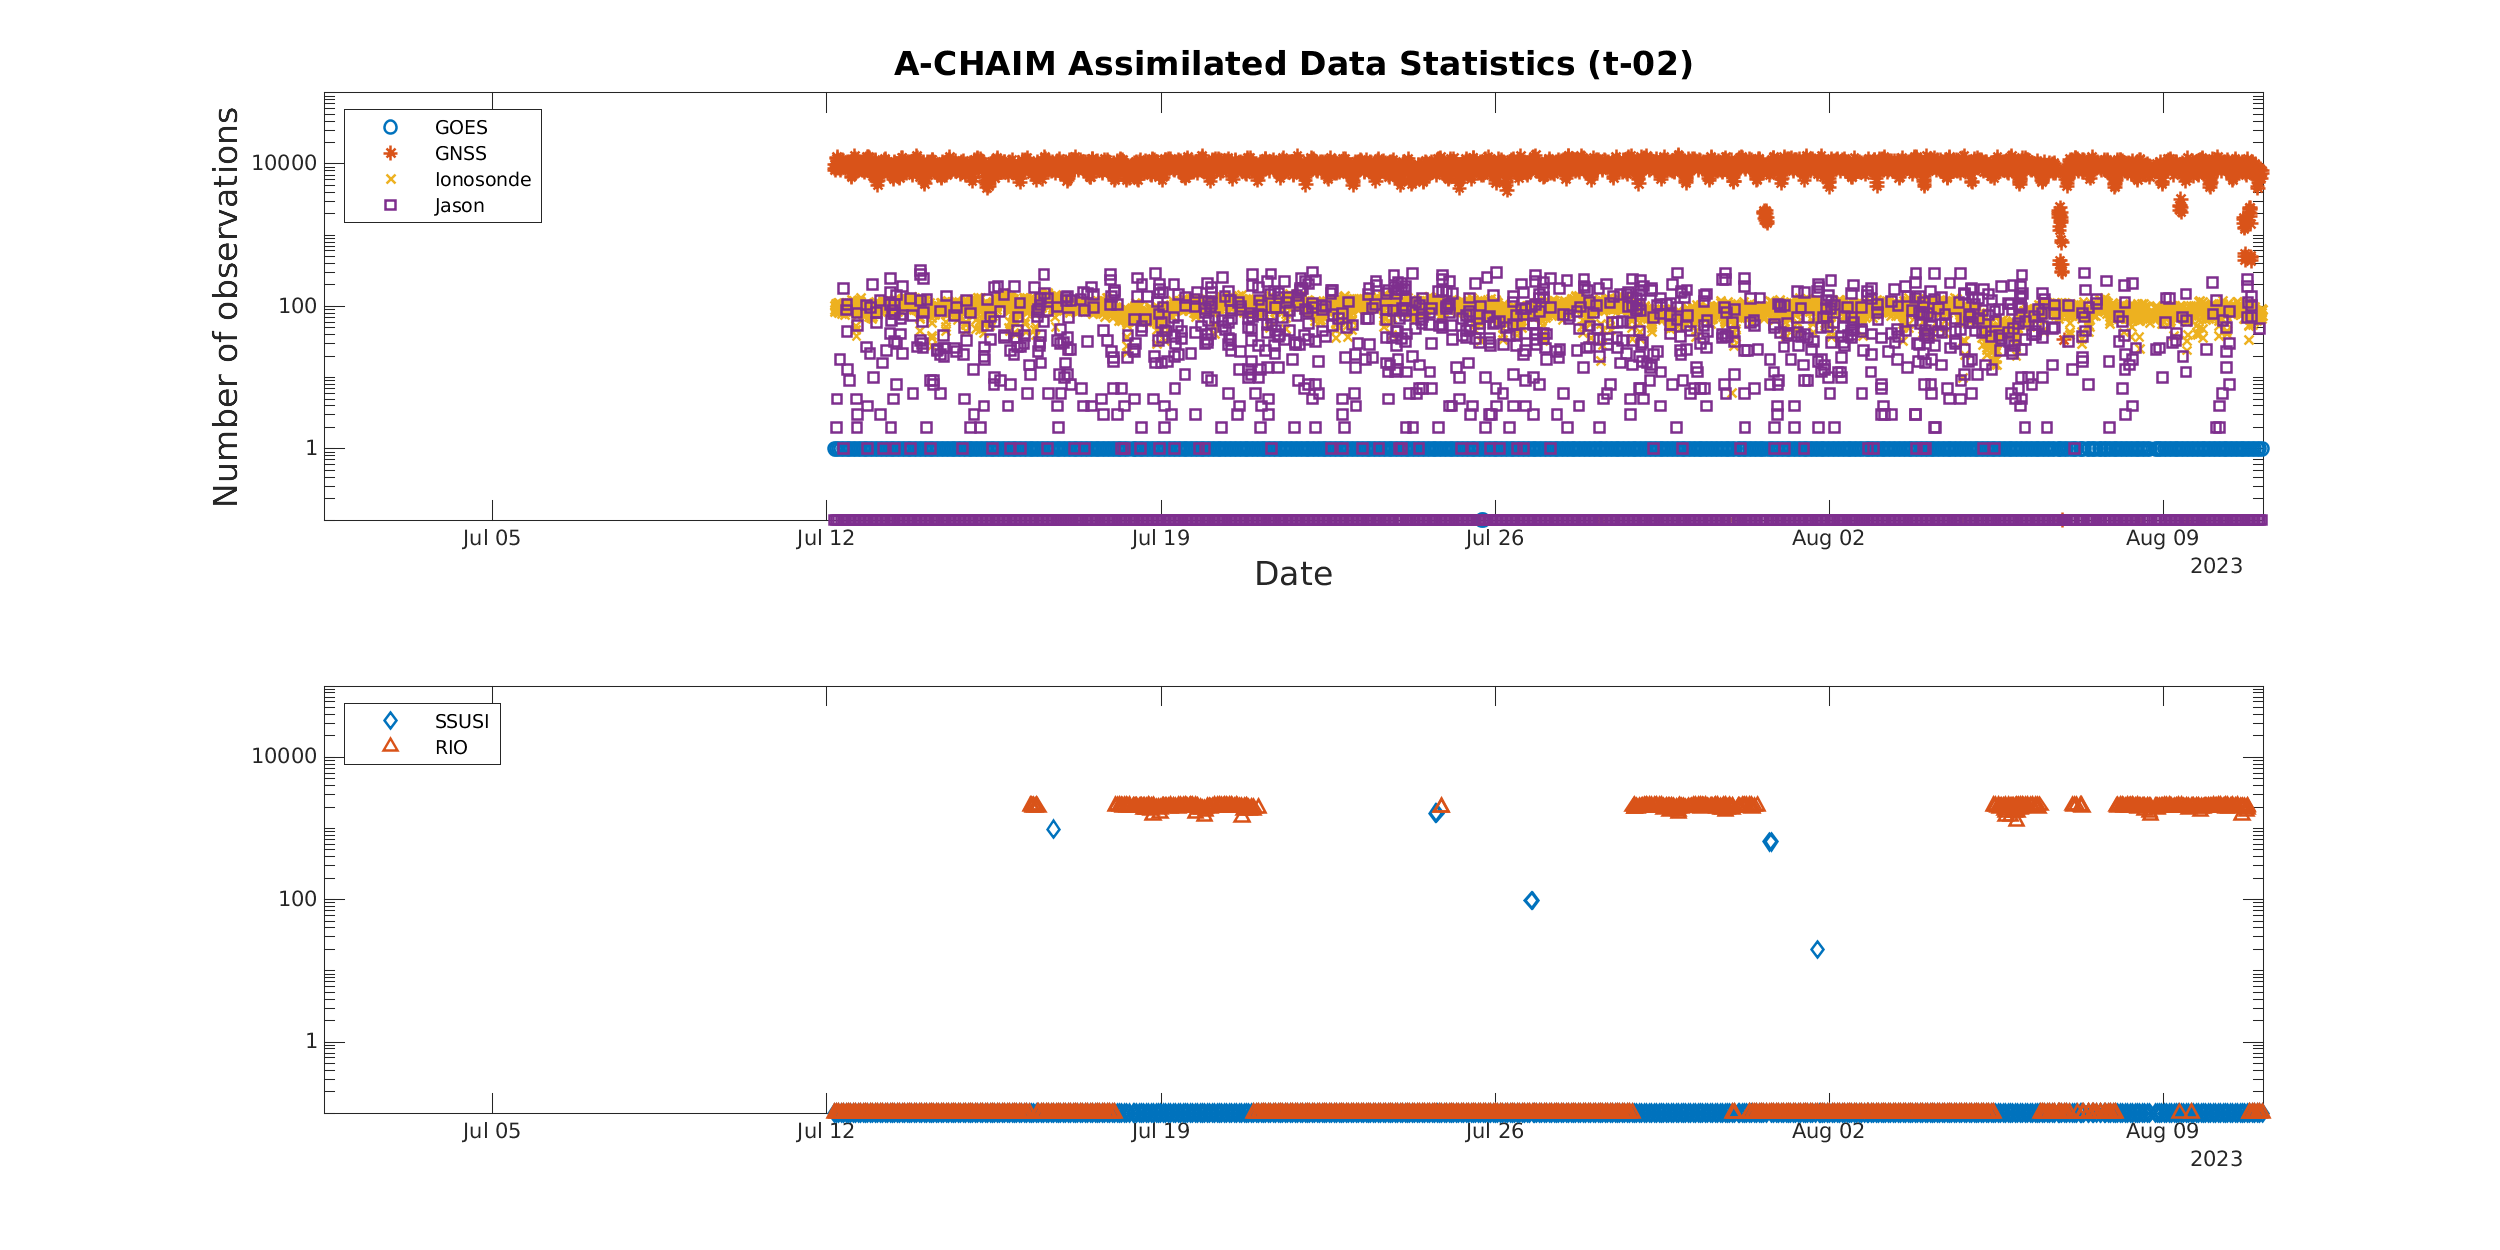 A-CHAIM Assimilated Data Statistics (t-02)
Number of observations
10000
100
1
GOES
GNSS
Ionosonde
Jason
Jul 05
Jul 12
Jul 19
Jul 26
Aug 02
Aug 09
2023
Date
10000
100
1
SSUSI
RIO
Jul 05
Jul 12
Jul 19
Jul 26
Aug 02
Aug 09
2023